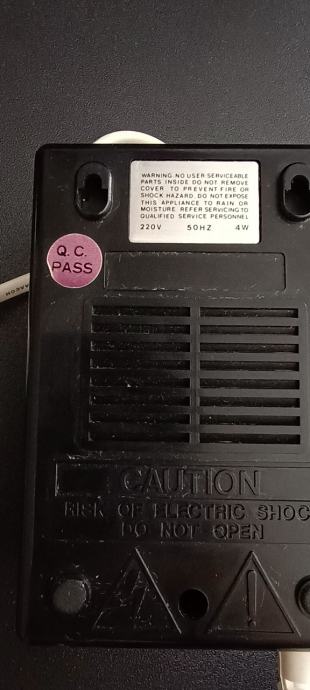 WARNING: NO USER SERVICEABLE
PARTS INSIDE DO NOT REMOVE
COVER TO PREVENT FIRE OR
SHOCK HAZARD. DO NOT EXPOSE
THIS APPLIANCE TO RAIN OR
MOISTURE. REFER SERVICING TO
QUALIFIED SERVICE PERSONNEL
220V 50HZ 4W
Q.C.
PASS
CAUTION
RISK OF ELECTRIC SHOC
DO NOT OPEN